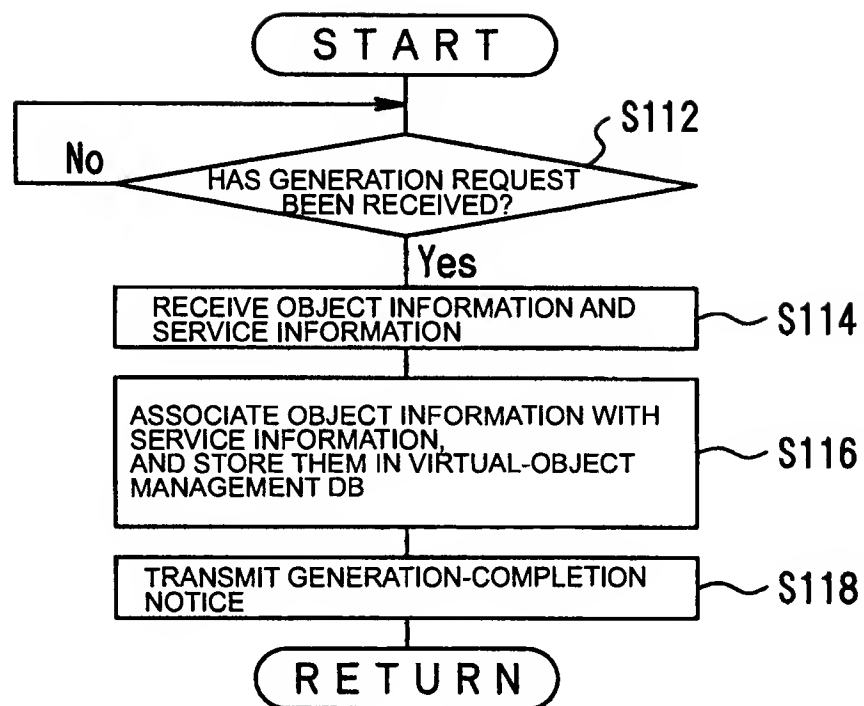 START
S112
No
HAS GENERATION REQUEST
BEEN RECEIVED?
Yes
RECEIVE OBJECT INFORMATION AND
SERVICE INFORMATION
S114
ASSOCIATE OBJECT INFORMATION WITH
SERVICE INFORMATION,
AND STORE THEM IN VIRTUAL-OBJECT
MANAGEMENT DB
S116
TRANSMIT GENERATION-COMPLETION
NOTICE
S118
RETURN